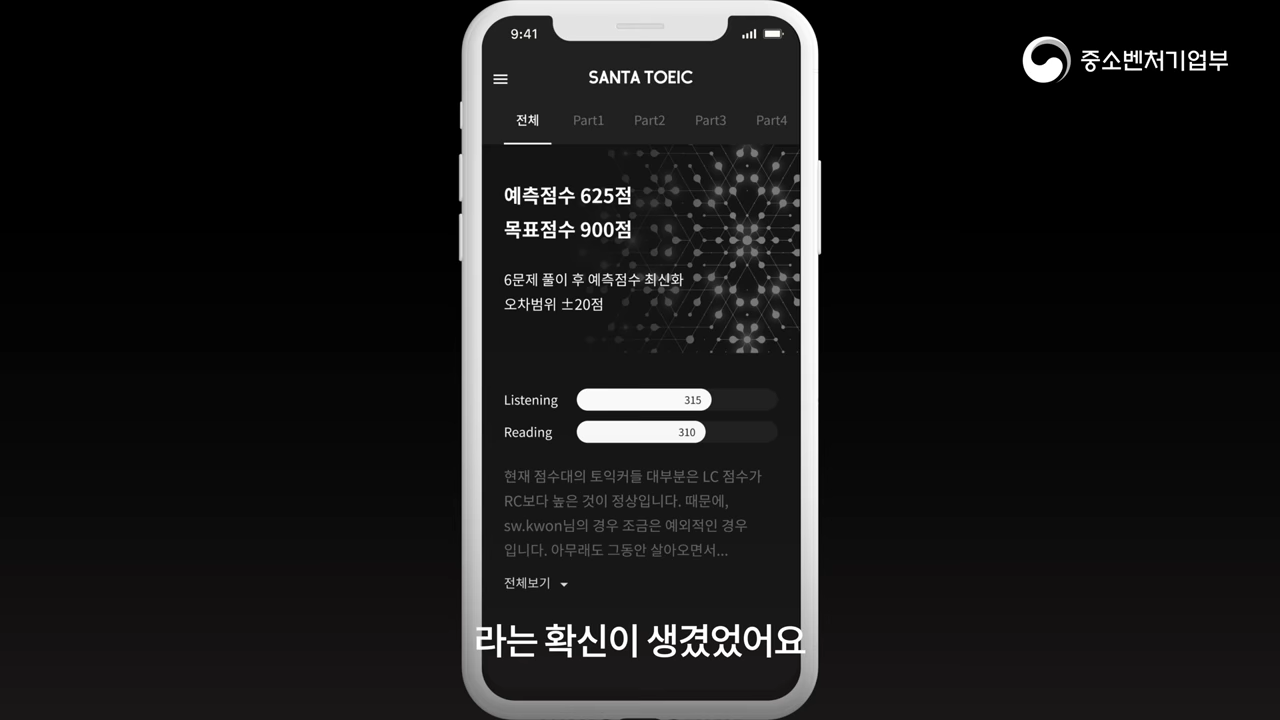 9:41
중소벤처기업부
SANTA TOEIC
전체 Part1 Part2 Part3 Part4
예측점수 625점
목표점수 900점
6문제 풀이 후 예측점수 최신화
오차범위 ±20점
Listening 315
Reading 310
현재 점수대의 토익커들 대부분은 LC 점수가
RC보다 높은 것이 정상입니다. 때문에,
sw.kwon님의 경우 조금은 예외적인 경우
입니다. 아무래도 그동안 살아오면서...
전체보기
라는 확신이 생겼었어요